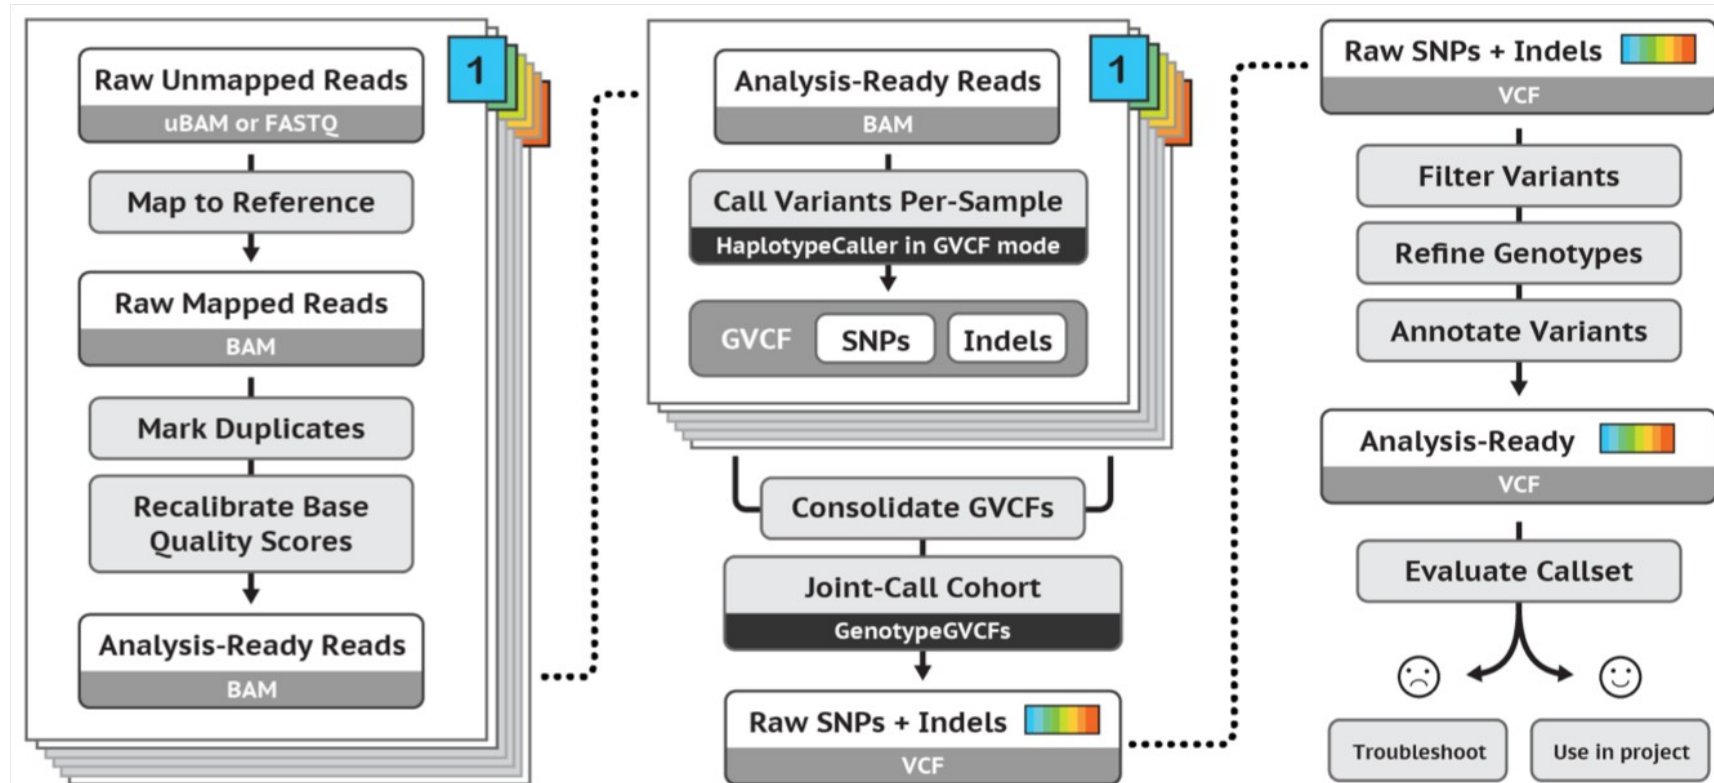 Raw Unmapped Reads
uBAM or FASTQ
Map to Reference
Raw Mapped Reads
BAM
Mark Duplicates
Recalibrate Base
Quality Scores
Analysis-Ready Reads
BAM
1
Analysis-Ready Reads
BAM
1
Call Variants Per-Sample
HaplotypeCaller in GVCF mode
GVCF SNPs Indels
Consolidate GVCFs
Joint-Call Cohort
GenotypeGVCFs
Raw SNPs + Indels
VCF
Raw SNPs + Indels
VCF
Filter Variants
Refine Genotypes
Annotate Variants
Analysis-Ready
VCF
Evaluate Callset
Troubleshoot
Use in project